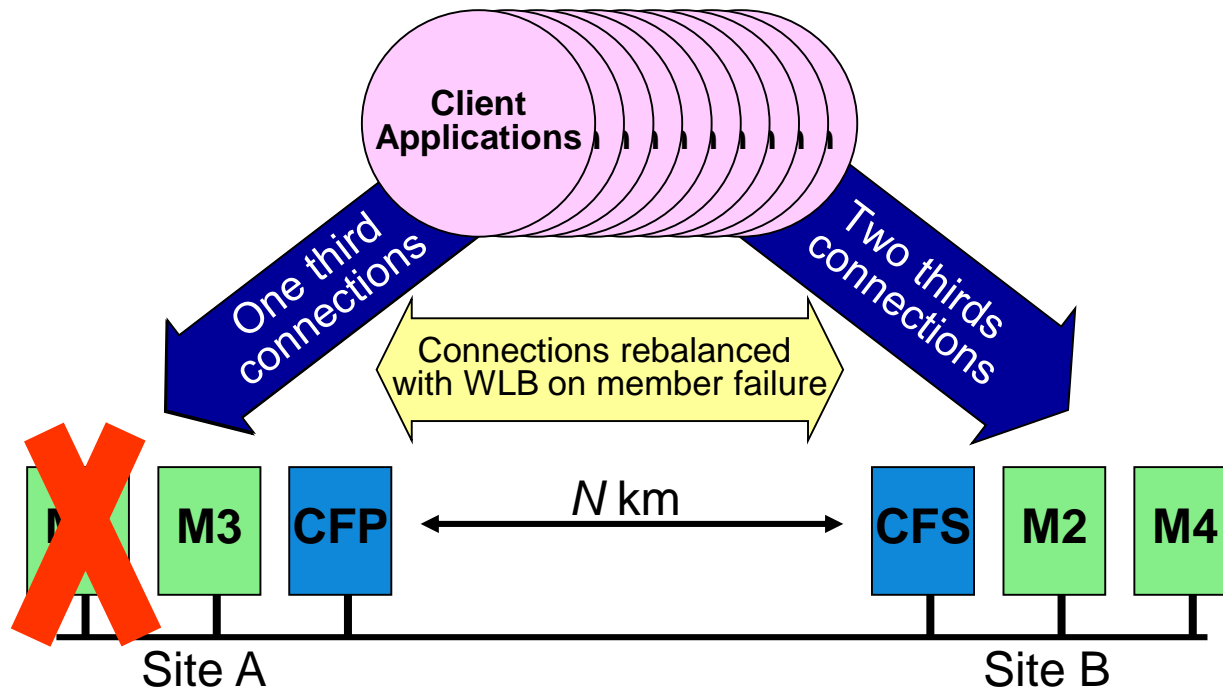 Client
Applications
One third
connections
Two thirds
connections
Connections rebalanced
with WLB on member failure
M3
CFP
N km
CFS
M2
M4
Site A
Site B